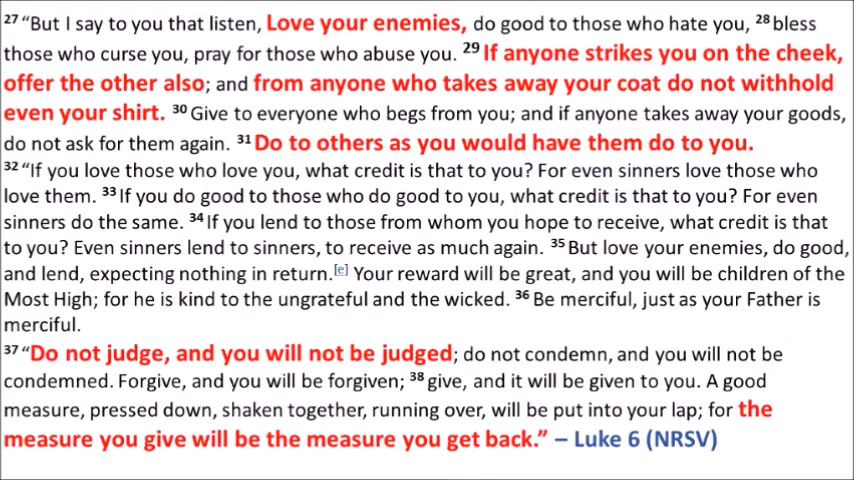 27 “But I say to you that listen, Love your enemies, do good to those who hate you, 28 bless
those who curse you, pray for those who abuse you. 29 If anyone strikes you on the cheek,
offer the other also; and from anyone who takes away your coat do not withhold
even your shirt. 30 Give to everyone who begs from you; and if anyone takes away your goods,
do not ask for them again. 31 Do to others as you would have them do to you.
32 “If you love those who love you, what credit is that to you? For even sinners love those who
love them. 33 If you do good to those who do good to you, what credit is that to you? For even
sinners do the same. 34 If you lend to those from whom you hope to receive, what credit is that
to you? Even sinners lend to sinners, to receive as much again. 35 But love your enemies, do good,
and lend, expecting nothing in return.[e] Your reward will be great, and you will be children of the
Most High; for he is kind to the ungrateful and the wicked. 36 Be merciful, just as your Father is
merciful.
37 “Do not judge, and you will not be judged; do not condemn, and you will not be
condemned. Forgive, and you will be forgiven; 38 give, and it will be given to you. A good
measure, pressed down, shaken together, running over, will be put into your lap; for the
measure you give will be the measure you get back.” – Luke 6 (NRSV)